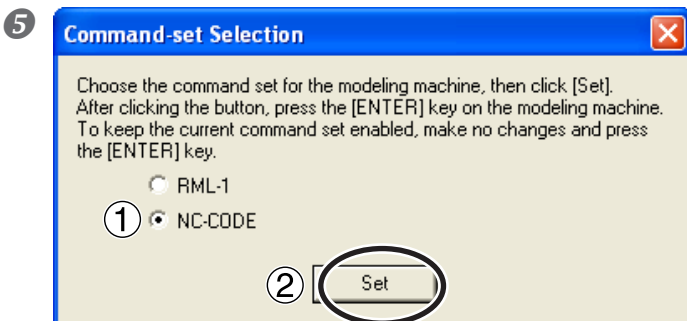 5
Command-set Selection
Choose the command set for the modeling machine, then click [Set].
After clicking the button, press the [ENTER] key on the modeling machine.
To keep the current command set enabled, make no changes and press
the [ENTER] key.
RML-1
1 NC-CODE
2 Set